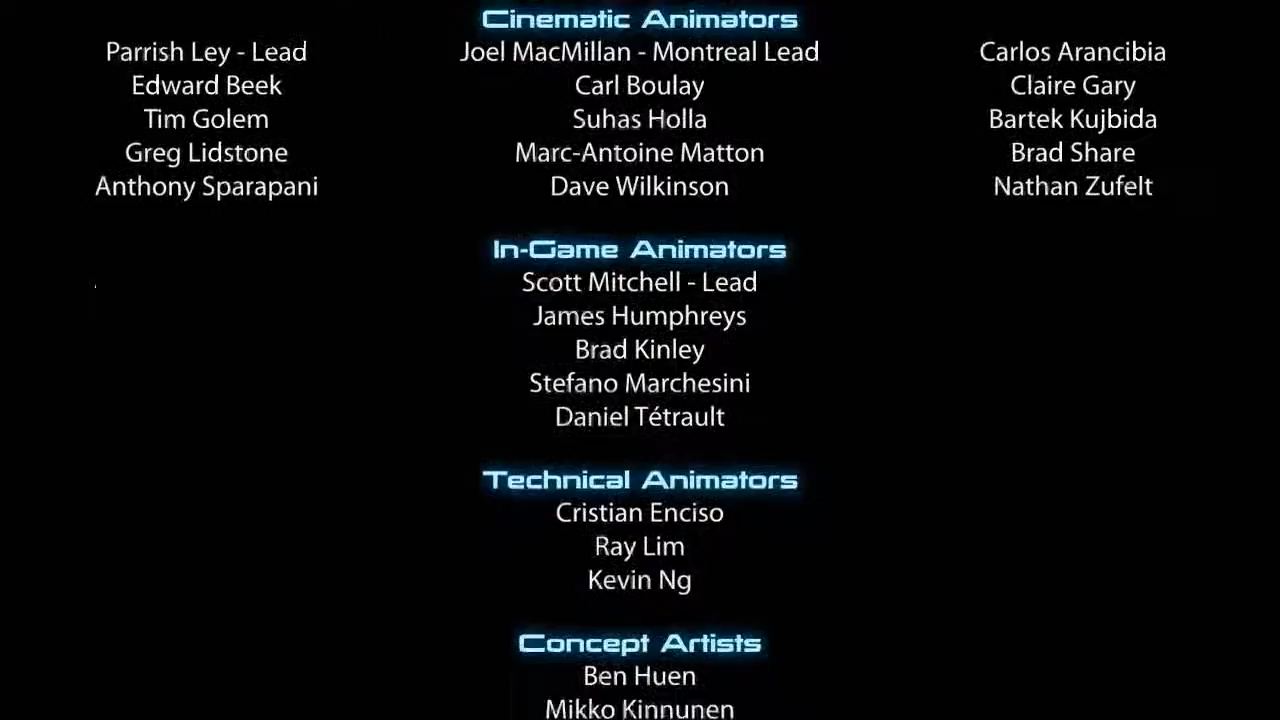 Cinematic Animators
Parrish Ley - Lead
Joel MacMillan - Montreal Lead
Carlos Arancibia
Edward Beek
Carl Boulay
Claire Gary
Tim Golem
Suhas Holla
Bartek Kujbida
Greg Lidstone
Marc-Antoine Matton
Brad Share
Anthony Sparapani
Dave Wilkinson
Nathan Zufelt
In-Game Animators
Scott Mitchell - Lead
James Humphreys
Brad Kinley
Stefano Marchesini
Daniel Tétrault
Technical Animators
Cristian Enciso
Ray Lim
Kevin Ng
Concept Artists
Ben Huen
Mikko Kinnunen